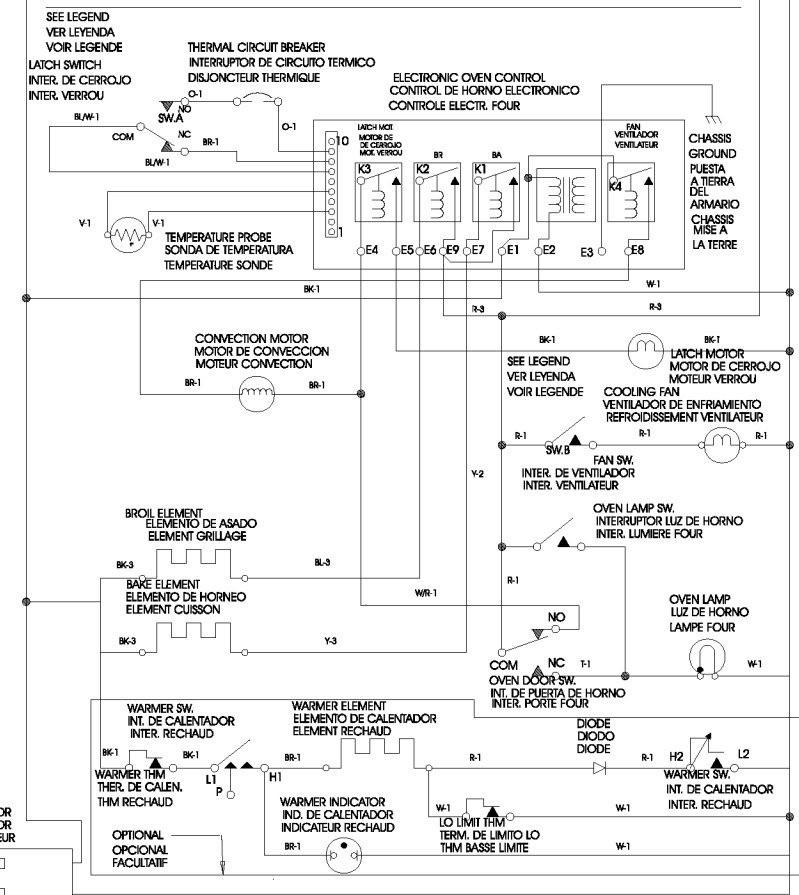 SEE LEGEND
VER LEYENDA
VOIR LEGENDE
LATCH SWITCH
INTER. DE CERROJO
INTER. VERROU
THERMAL CIRCUIT BREAKER
INTERRUPTOR DE CIRCUITO TERMICO
DISJONCTEUR THERMIQUE
O-1
NO
SW.A
BL/W-1
COM
NC
BR-1
BL/W-1
O-1
V-1
V-1
P
TEMPERATURE PROBE
SONDA DE TEMPERATURA
TEMPERATURE SONDE
ELECTRONIC OVEN CONTROL
CONTROL DE HORNO ELECTRONICO
CONTROLE ELECTR. FOUR
10
1
LATCH MOT.
MOTOR DE
DE CERROJO
MOT. VERROU
BR
BA
FAN
VENTILADOR
VENTILATEUR
K3
K2
K1
K4
E4
E5
E6
E9
E7
E1
E2
E3
E8
CHASSIS
GROUND
PUESTA
A TIERRA
DEL
ARMARIO
CHASSIS
MISE A
LA TERRE
BK-1
W-1
R-3
R-3
CONVECTION MOTOR
MOTOR DE CONVECCION
MOTEUR CONVECTION
BR-1
BR-1
BK-1
BK-1
LATCH MOTOR
MOTOR DE CERROJO
MOTEUR VERROU
SEE LEGEND
VER LEYENDA
VOIR LEGENDE
COOLING FAN
VENTILADOR DE ENFRIAMIENTO
REFROIDISSEMENT VENTILATEUR
R-1
SW.B
R-1
R-1
FAN SW.
INTER. DE VENTILADOR
INTER. VENTILATEUR
Y-2
BROIL ELEMENT
ELEMENTO DE ASADO
ELEMENT GRILLAGE
BK-3
BL-3
BAKE ELEMENT
ELEMENTO DE HORNEO
ELEMENT CUISSON
BK-3
Y-3
OVEN LAMP SW.
INTERRUPTOR LUZ DE HORNO
INTER. LUMIERE FOUR
R-1
W/R-1
NO
COM
NC
T-1
OVEN DOOR SW.
INT. DE PUERTA DE HORNO
INTER. PORTE FOUR
OVEN LAMP
LUZ DE HORNO
LAMPE FOUR
W-1
WARMER SW.
INT. DE CALENTADOR
INTER. RECHAUD
WARMER ELEMENT
ELEMENTO DE CALENTADOR
ELEMENT RECHAUD
DIODE
DIODO
DIODE
BK-1
BK-1
L1
P
H1
BR-1
R-1
R-1
H2
L2
WARMER THM
THER. DE CALEN.
THM RECHAUD
WARMER SW.
INT. DE CALENTADOR
INTER. RECHAUD
WARMER INDICATOR
IND. DE CALENTADOR
INDICATEUR RECHAUD
W-1
W-1
LO LIMIT THM
TERM. DE LIMITO LO
THM BASSE LIMITE
BR-1
W-1
OPTIONAL
OPCIONAL
FACULTATIF
OR
OR
EUR